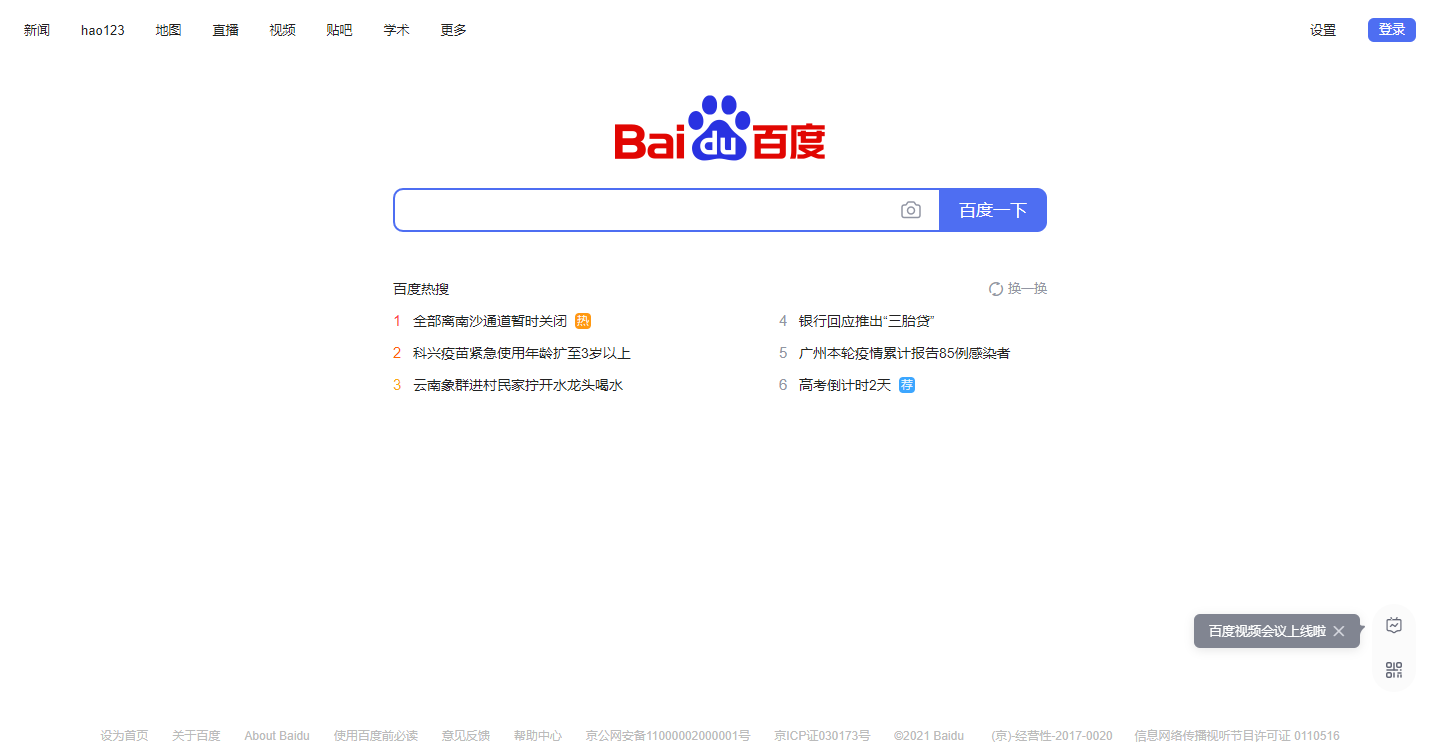 新闻 hao123 地图 直播 视频 贴吧 学术 更多 设置 登录
Bai du 百度
百度一下
百度热搜 换一换
1 全部离南沙通道暂时关闭 热
2 科兴疫苗紧急使用年龄扩至3岁以上
3 云南象群进村民家拧开水龙头喝水
4 银行回应推出“三胎贷”
5 广州本轮疫情累计报告85例感染者
6 高考倒计时2天 荐
百度视频会议上线啦
设为首页 关于百度 About Baidu 使用百度前必读 意见反馈 帮助中心 京公网安备11000002000001号 京ICP证030173号 ©2021 Baidu (京)-经营性-2017-0020 信息网络传播视听节目许可证 0110516